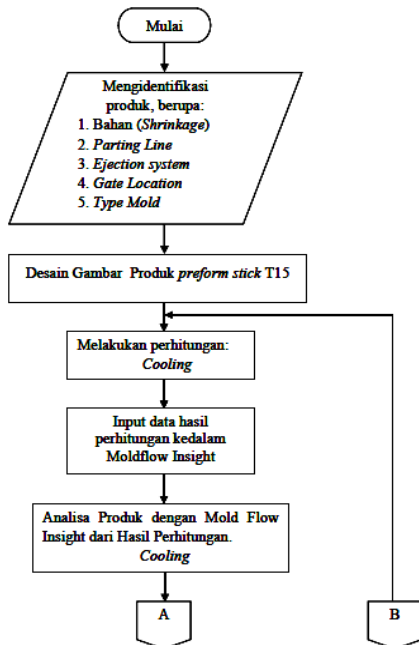 Mulai
Mengidentifikasi
produk, berupa:
1. Bahan (Shrinkage)
2. Parting Line
3. Ejection system
4. Gate Location
5. Type Mold
Desain Gambar Produk preform stick T15
Melakukan perhitungan:
Cooling
Input data hasil
perhitungan kedalam
Moldflow Insight
Analisa Produk dengan Mold Flow
Insight dari Hasil Perhitungan.
Cooling
A
B